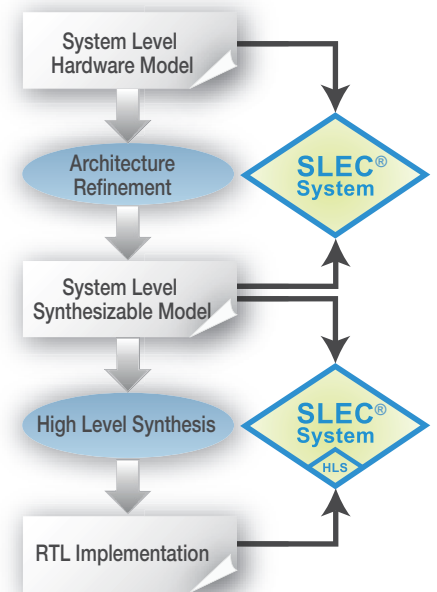 System Level
Hardware Model
SLEC®
System
Architecture
Refinement
System Level
Synthesizable Model
High Level Synthesis
SLEC®
System
HLS
RTL Implementation